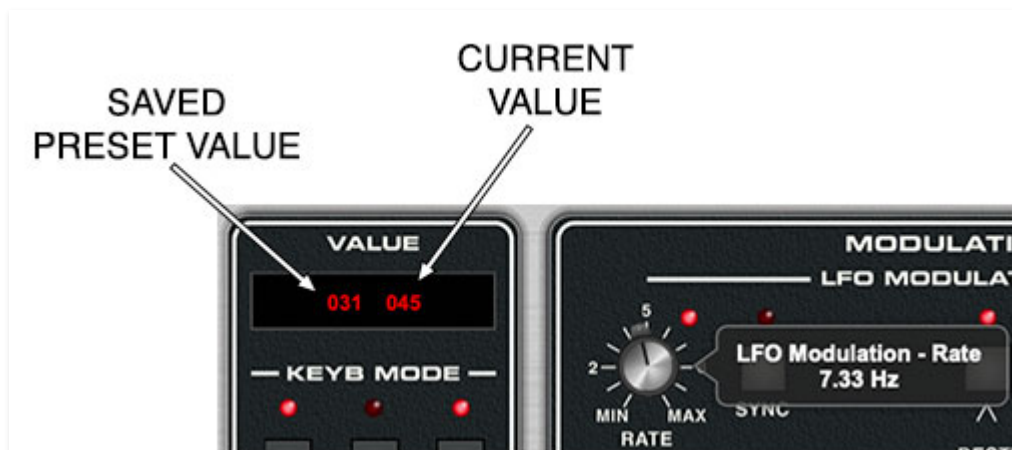 CURRENT
VALUE
SAVED
PRESET VALUE
VALUE
031 045
KEYB MODE
MODULATI
LFO MODULAT
5
2
MIN
MAX
RATE
LFO Modulation - Rate
7.33 Hz
SYNC